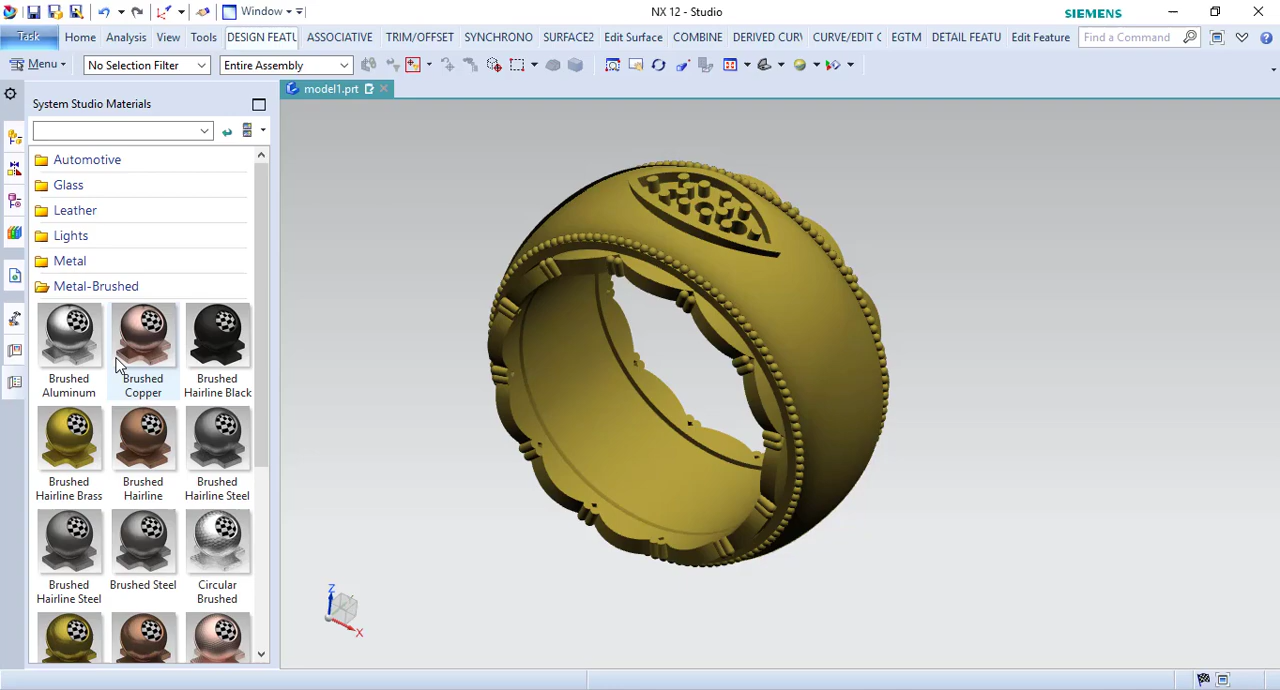 Window
NX 12 - Studio
SIEMENS
Task Home Analysis View Tools DESIGN FEATU ASSOCIATIVE TRIM/OFFSET SYNCHRONO SURFACE2 Edit Surface COMBINE DERIVED CURV CURVE/EDIT C EGTM DETAIL FEATU Edit Feature Find a Command
Menu No Selection Filter Entire Assembly
System Studio Materials
model1.prt
Automotive
Glass
Leather
Lights
Metal
Metal-Brushed
Brushed Aluminum
Brushed Copper
Brushed Hairline Black
Brushed Hairline Brass
Brushed Hairline
Brushed Hairline Steel
Brushed Hairline Steel
Brushed Steel
Circular Brushed
Z
X